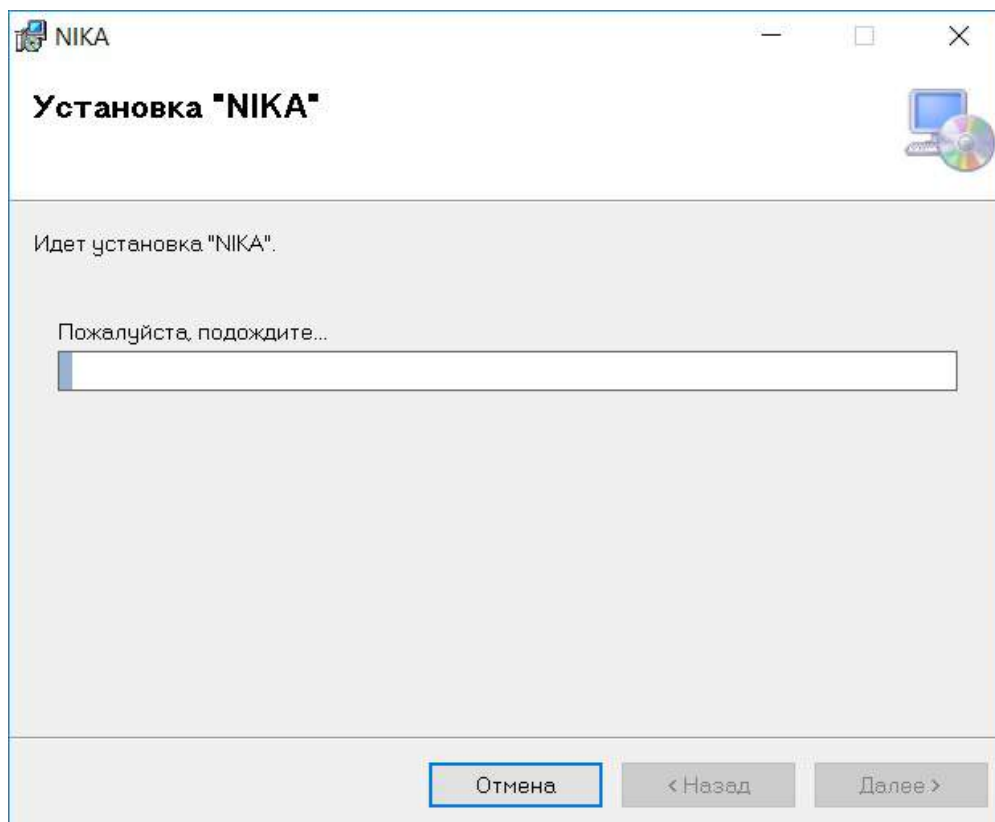 NIKA
Установка "NIKA"
Идет установка "NIKA".
Пожалуйста, подождите...
Отмена
< Назад
Далее >